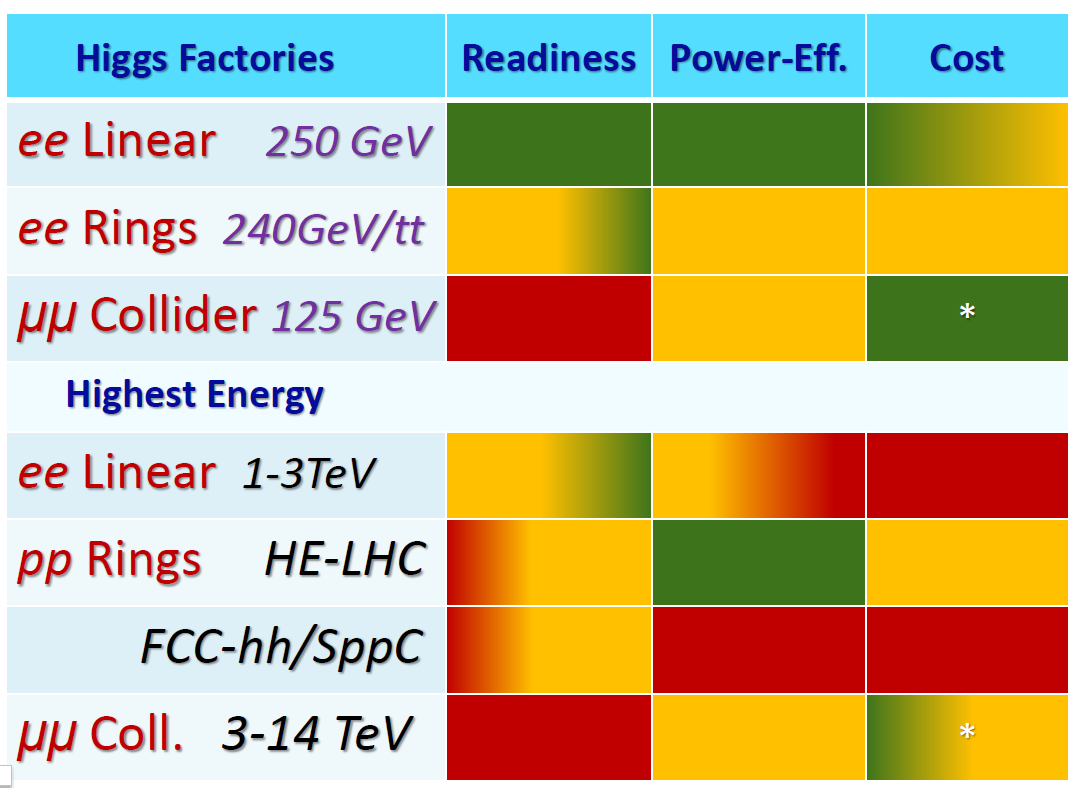 Higgs Factories Readiness Power-Eff. Cost
ee Linear 250 GeV
ee Rings 240GeV/tt
μμ Collider 125 GeV *
Highest Energy
ee Linear 1-3TeV
pp Rings HE-LHC
FCC-hh/SppC
μμ Coll. 3-14 TeV *